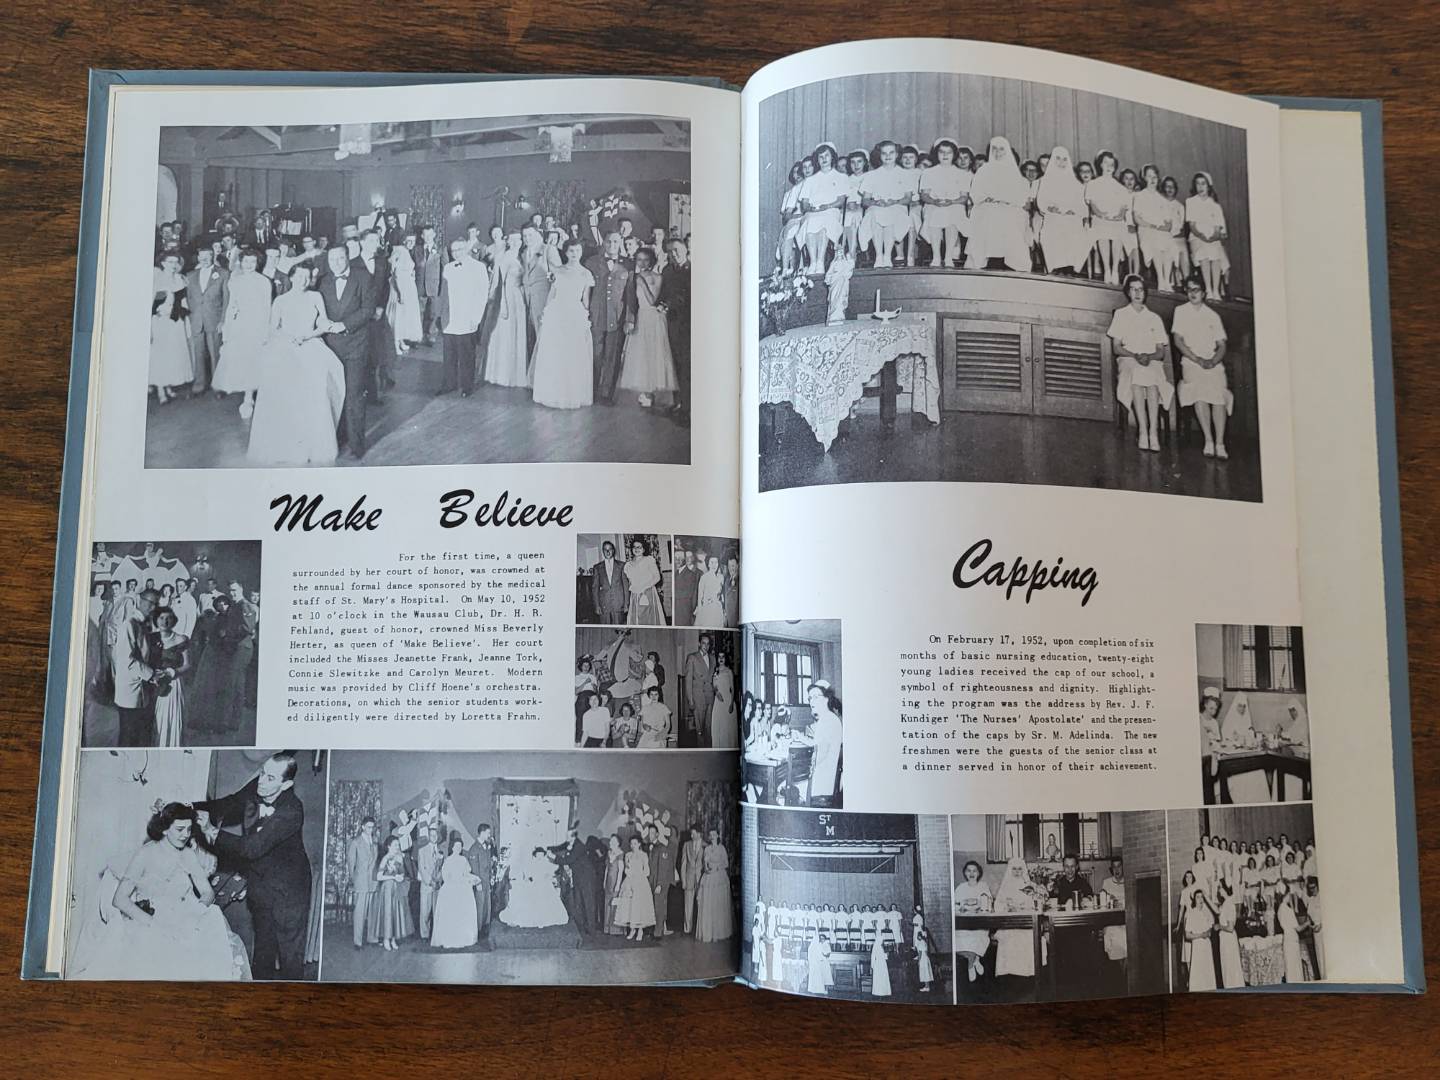 Make Believe
For the first time, a queen
surrounded by her court of honor, was crowned at
the annual formal dance sponsored by the medical
staff of St. Mary's Hospital. On May 10, 1952
at 10 o'clock in the Wausau Club, Dr. H. R.
Fehland, guest of honor, crowned Miss Beverly
Herter, as queen of 'Make Believe'. Her court
included the Misses Jeanette Frank, Jeanne Tork,
Connie Slewitzke and Carolyn Meuret. Modern
music was provided by Cliff Hoene's orchestra.
Decorations, on which the senior students work-
ed diligently were directed by Loretta Frahm.
Capping
On February 17, 1952, upon completion of six
months of basic nursing education, twenty-eight
young ladies received the cap of our school, a
symbol of righteousness and dignity. Highlight-
ing the program was the address by Rev. J. F.
Kundiger 'The Nurses' Apostolate' and the presen-
tation of the caps by Sr. M. Adelinda. The new
freshmen were the guests of the senior class at
a dinner served in honor of their achievement.
ST
M